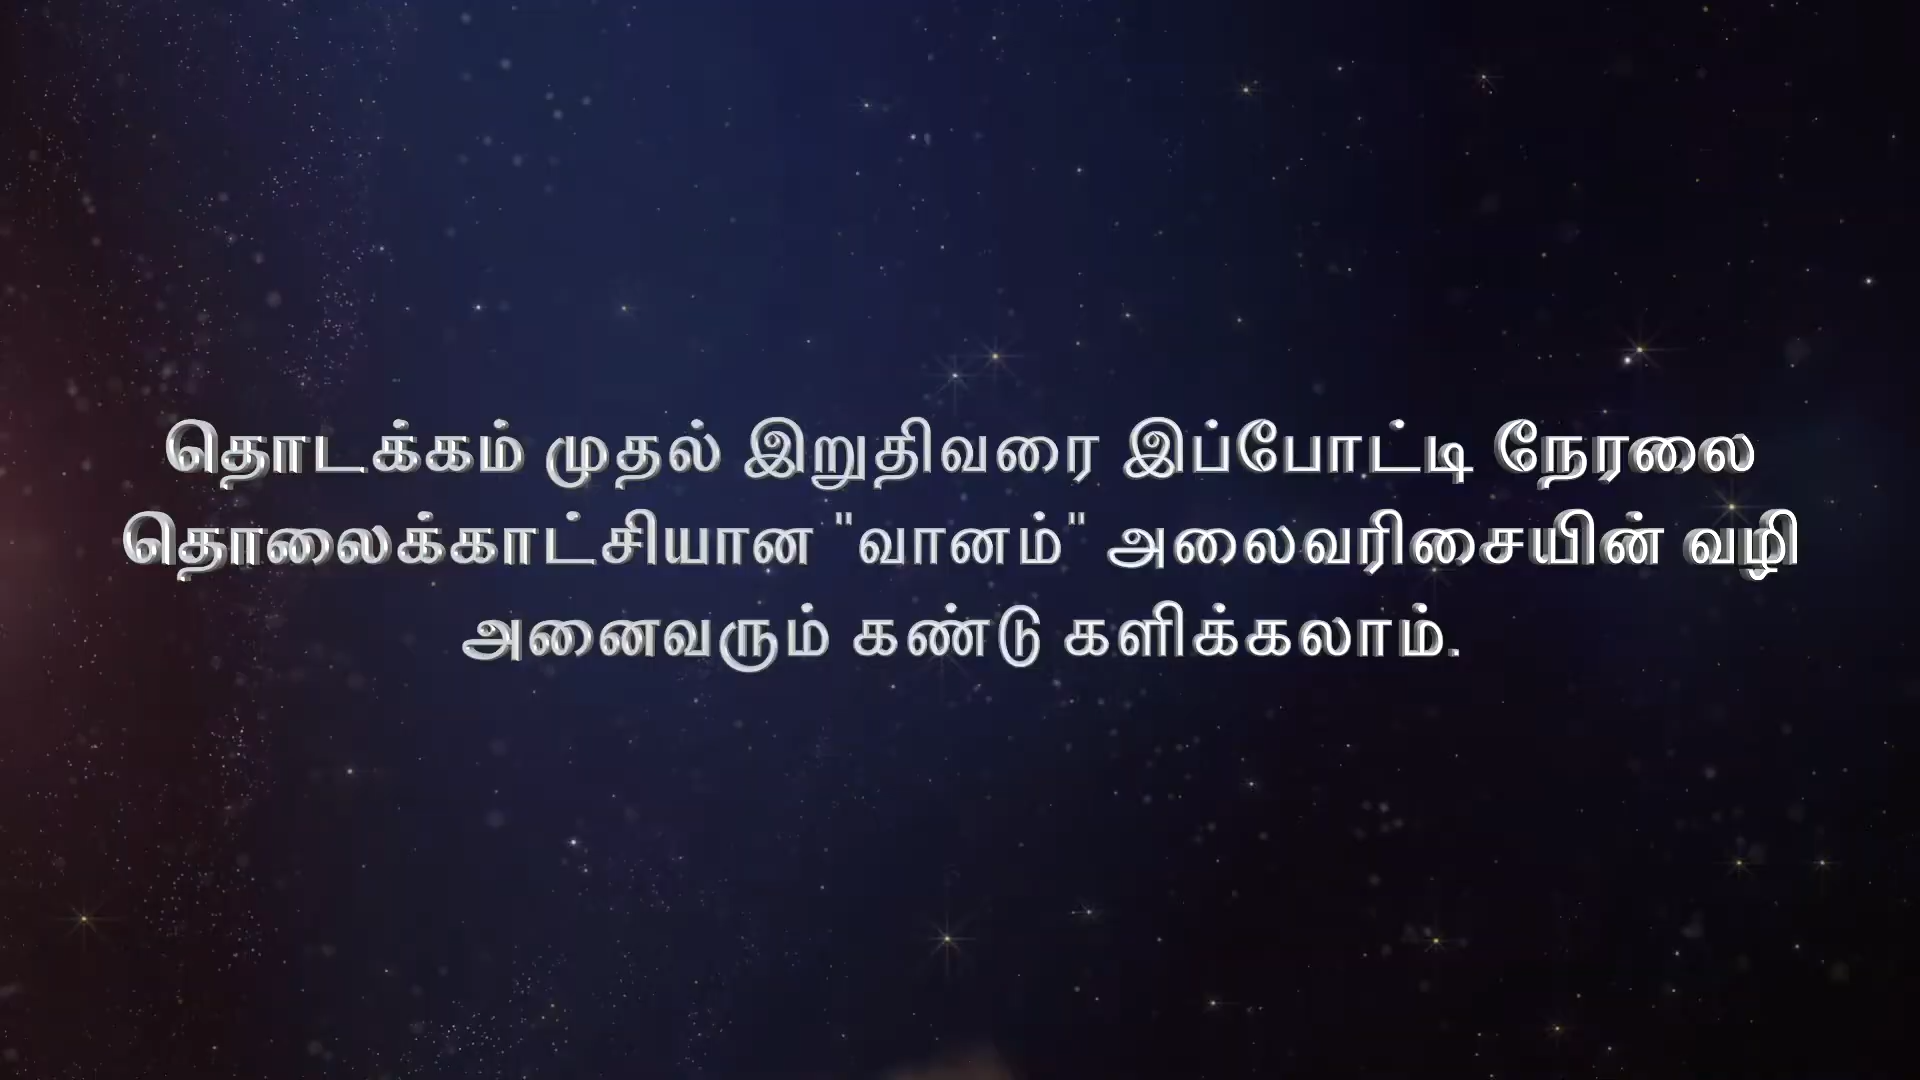 தொடக்கம் முதல் இறுதிவரை இப்போட்டி நேரலை
தொலைக்காட்சியான "வானம்" அலைவரிசையின் வழி
அனைவரும் கண்டு களிக்கலாம்.